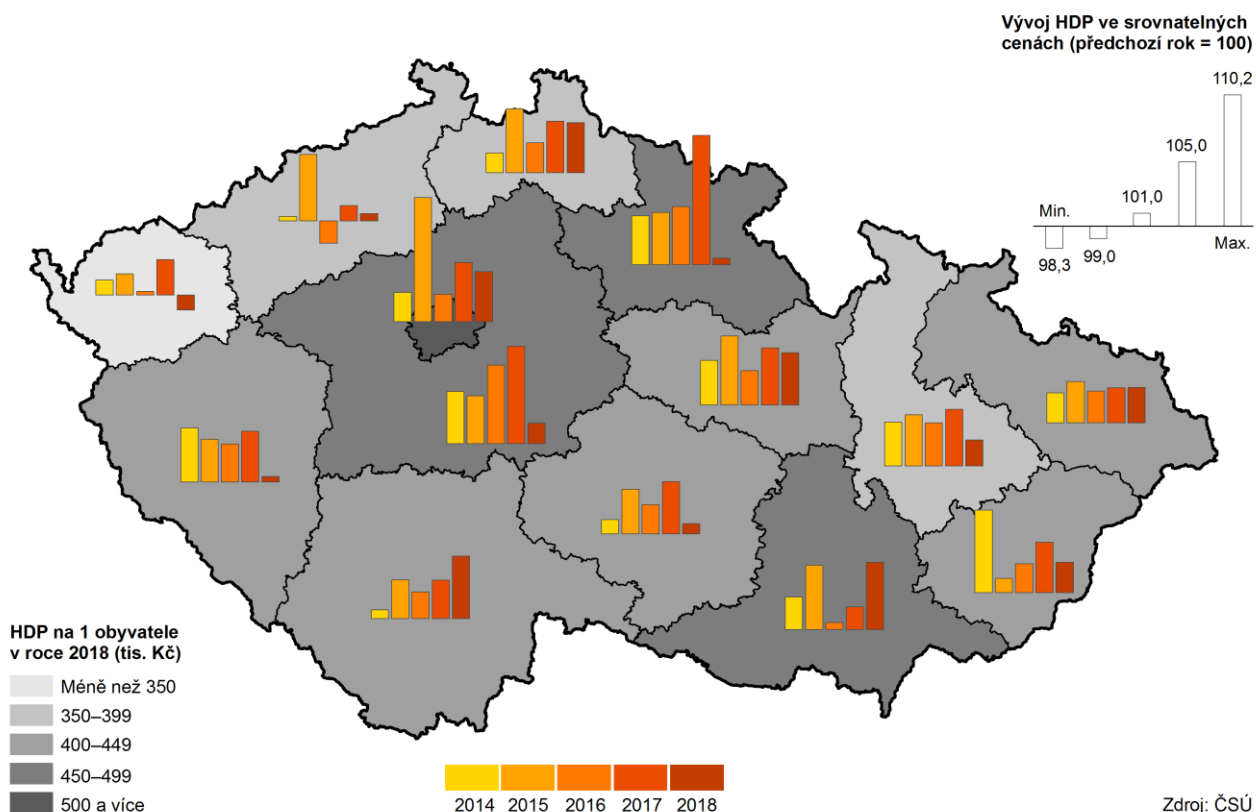 Vývoj HDP ve srovnatelných
cenách (předchozí rok = 100)
110,2
105,0
101,0
Min.
Max.
98,3
99,0
HDP na 1 obyvatele
v roce 2018 (tis. Kč)
Méně než 350
350–399
400–449
450–499
500 a více
2014 2015 2016 2017 2018
Zdroj: ČSÚ